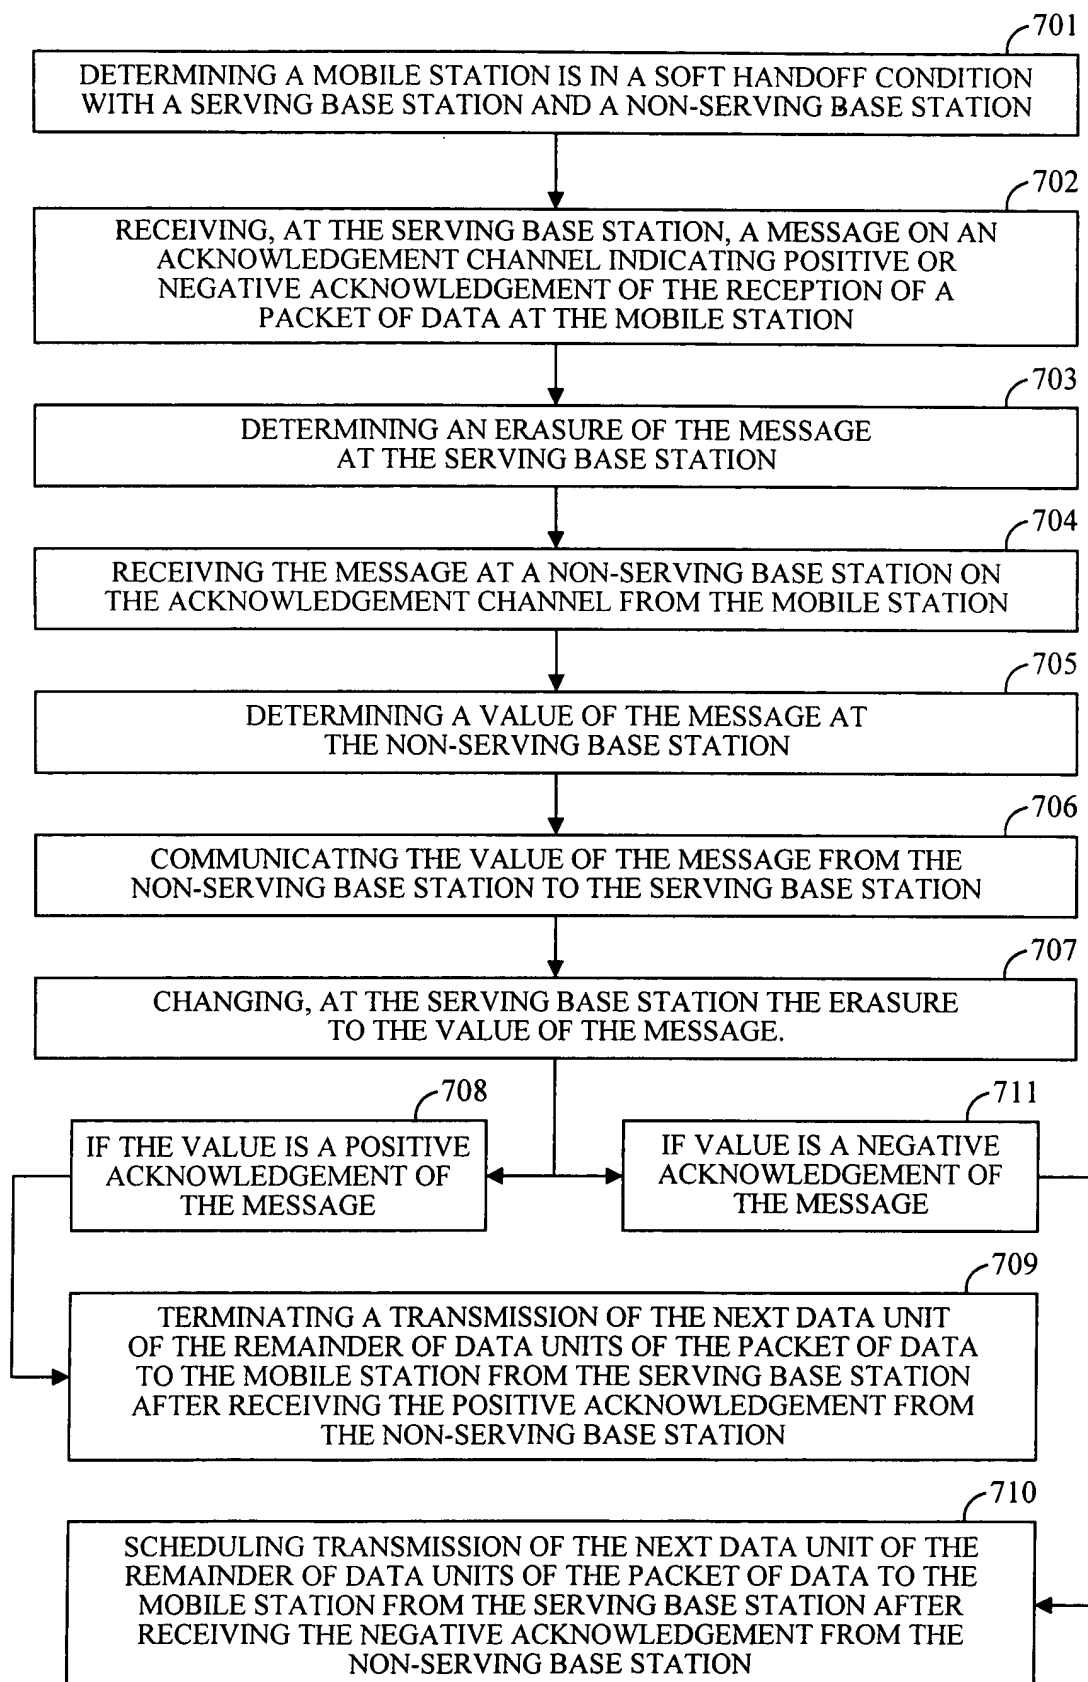 701
DETERMINING A MOBILE STATION IS IN A SOFT HANDOFF CONDITION
WITH A SERVING BASE STATION AND A NON-SERVING BASE STATION
702
RECEIVING, AT THE SERVING BASE STATION, A MESSAGE ON AN
ACKNOWLEDGEMENT CHANNEL INDICATING POSITIVE OR
NEGATIVE ACKNOWLEDGEMENT OF THE RECEPTION OF A
PACKET OF DATA AT THE MOBILE STATION
703
DETERMINING AN ERASURE OF THE MESSAGE
AT THE SERVING BASE STATION
704
RECEIVING THE MESSAGE AT A NON-SERVING BASE STATION ON
THE ACKNOWLEDGEMENT CHANNEL FROM THE MOBILE STATION
705
DETERMINING A VALUE OF THE MESSAGE AT
THE NON-SERVING BASE STATION
706
COMMUNICATING THE VALUE OF THE MESSAGE FROM THE
NON-SERVING BASE STATION TO THE SERVING BASE STATION
707
CHANGING, AT THE SERVING BASE STATION THE ERASURE
TO THE VALUE OF THE MESSAGE.
708
IF THE VALUE IS A POSITIVE
ACKNOWLEDGEMENT OF
THE MESSAGE
711
IF VALUE IS A NEGATIVE
ACKNOWLEDGEMENT OF
THE MESSAGE
709
TERMINATING A TRANSMISSION OF THE NEXT DATA UNIT
OF THE REMAINDER OF DATA UNITS OF THE PACKET OF DATA
TO THE MOBILE STATION FROM THE SERVING BASE STATION
AFTER RECEIVING THE POSITIVE ACKNOWLEDGEMENT FROM
THE NON-SERVING BASE STATION
710
SCHEDULING TRANSMISSION OF THE NEXT DATA UNIT OF THE
REMAINDER OF DATA UNITS OF THE PACKET OF DATA TO THE
MOBILE STATION FROM THE SERVING BASE STATION AFTER
RECEIVING THE NEGATIVE ACKNOWLEDGEMENT FROM THE
NON-SERVING BASE STATION